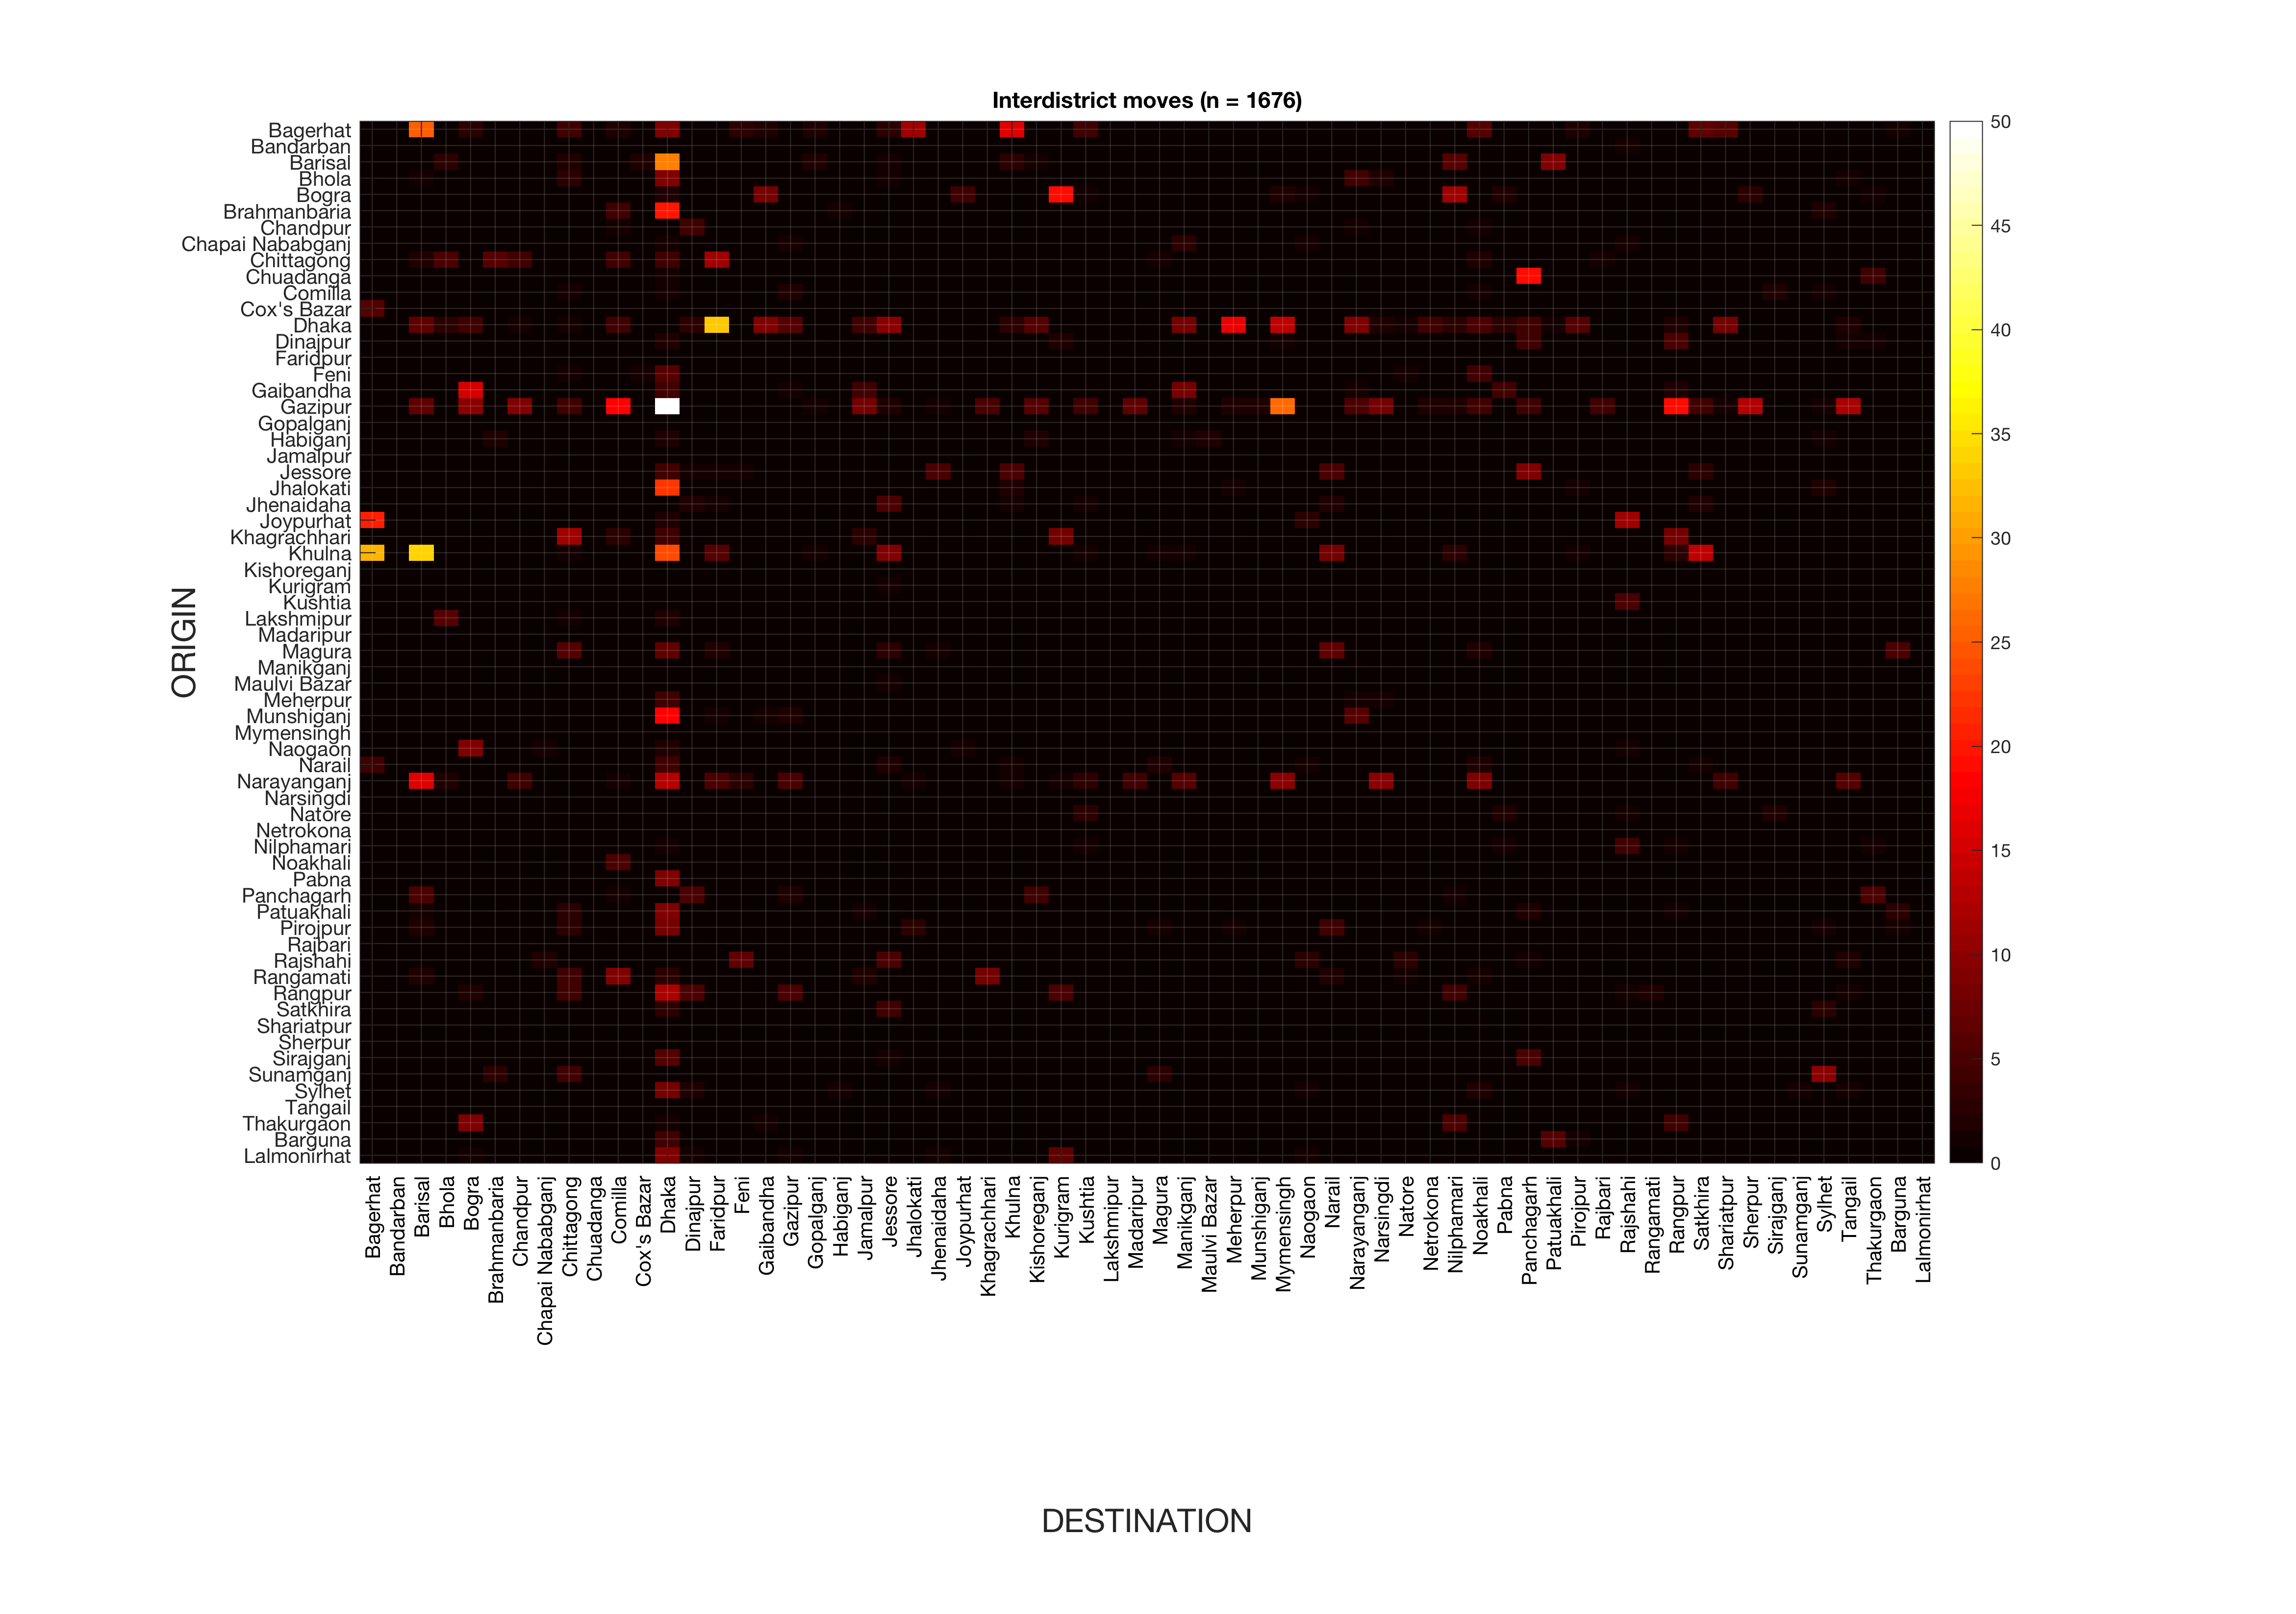 Interdistrict moves (n = 1676)
ORIGIN
Bagerhat
Bandarban
Barisal
Bhola
Bogra
Brahmanbaria
Chandpur
Chapai Nababganj
Chittagong
Chuadanga
Comilla
Cox's Bazar
Dhaka
Dinajpur
Faridpur
Feni
Gaibandha
Gazipur
Gopalganj
Habiganj
Jamalpur
Jessore
Jhalokati
Jhenaidaha
Joypurhat
Khagrachhari
Khulna
Kishoreganj
Kurigram
Kushtia
Lakshmipur
Madaripur
Magura
Manikganj
Maulvi Bazar
Meherpur
Munshiganj
Mymensingh
Naogaon
Narail
Narayanganj
Narsingdi
Natore
Netrokona
Nilphamari
Noakhali
Pabna
Panchagarh
Patuakhali
Pirojpur
Rajbari
Rajshahi
Rangamati
Rangpur
Satkhira
Shariatpur
Sherpur
Sirajganj
Sunamganj
Sylhet
Tangail
Thakurgaon
Barguna
Lalmonirhat
50
45
40
35
30
25
20
15
10
5
0
Bagerhat
Bandarban
Barisal
Bhola
Bogra
Brahmanbaria
Chandpur
Chapai Nababganj
Chittagong
Chuadanga
Comilla
Cox's Bazar
Dhaka
Dinajpur
Faridpur
Feni
Gaibandha
Gazipur
Gopalganj
Habiganj
Jamalpur
Jessore
Jhalokati
Jhenaidaha
Joypurhat
Khagrachhari
Khulna
Kishoreganj
Kurigram
Kushtia
Lakshmipur
Madaripur
Magura
Manikganj
Maulvi Bazar
Meherpur
Munshiganj
Mymensingh
Naogaon
Narail
Narayanganj
Narsingdi
Natore
Netrokona
Nilphamari
Noakhali
Pabna
Panchagarh
Patuakhali
Pirojpur
Rajbari
Rajshahi
Rangamati
Rangpur
Satkhira
Shariatpur
Sherpur
Sirajganj
Sunamganj
Sylhet
Tangail
Thakurgaon
Barguna
Lalmonirhat
DESTINATION